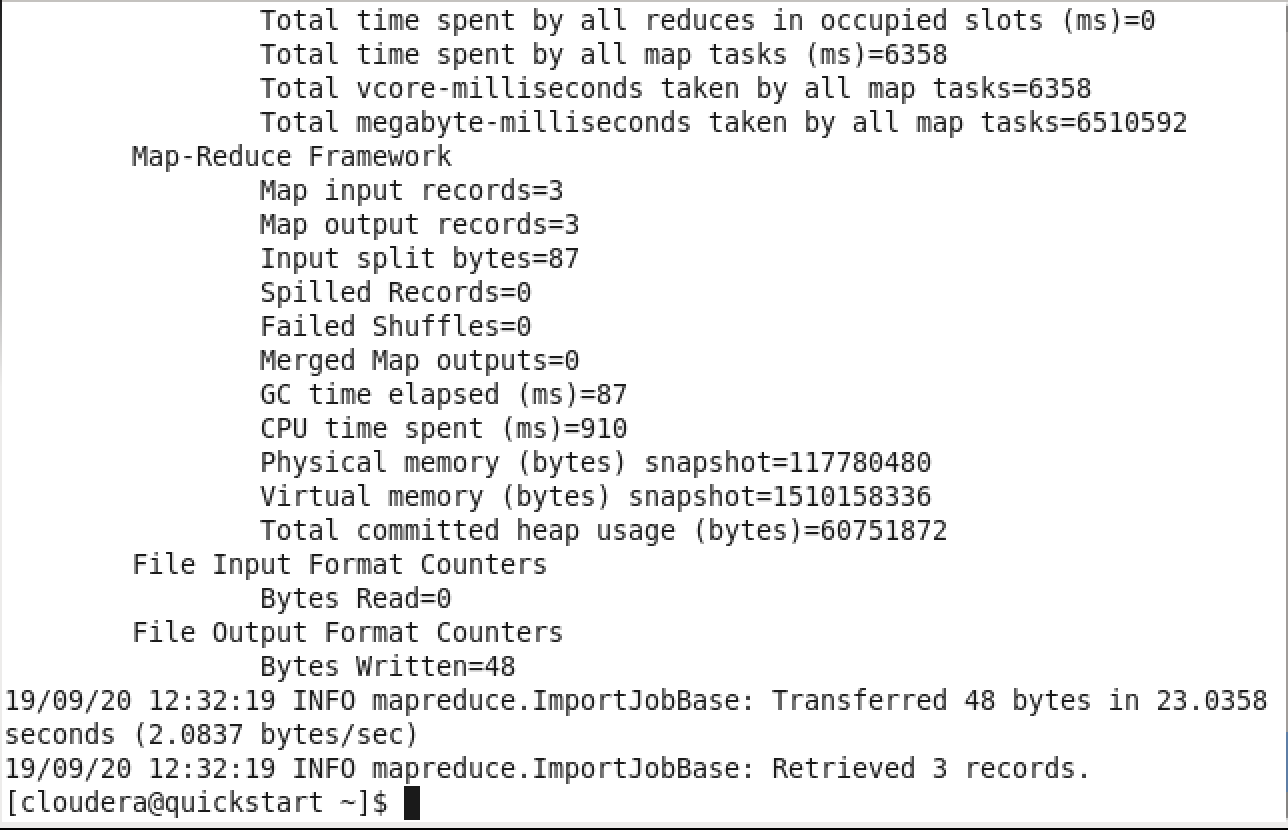 Total time spent by all reduces in occupied slots (ms)=0
Total time spent by all map tasks (ms)=6358
Total vcore-milliseconds taken by all map tasks=6358
Total megabyte-milliseconds taken by all map tasks=6510592
Map-Reduce Framework
Map input records=3
Map output records=3
Input split bytes=87
Spilled Records=0
Failed Shuffles=0
Merged Map outputs=0
GC time elapsed (ms)=87
CPU time spent (ms)=910
Physical memory (bytes) snapshot=117780480
Virtual memory (bytes) snapshot=1510158336
Total committed heap usage (bytes)=60751872
File Input Format Counters
Bytes Read=0
File Output Format Counters
Bytes Written=48
19/09/20 12:32:19 INFO mapreduce.ImportJobBase: Transferred 48 bytes in 23.0358
seconds (2.0837 bytes/sec)
19/09/20 12:32:19 INFO mapreduce.ImportJobBase: Retrieved 3 records.
[cloudera@quickstart ~]$